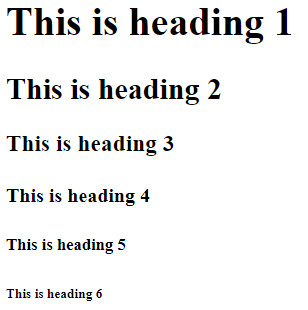 This is heading 1
This is heading 2
This is heading 3
This is heading 4
This is heading 5
This is heading 6